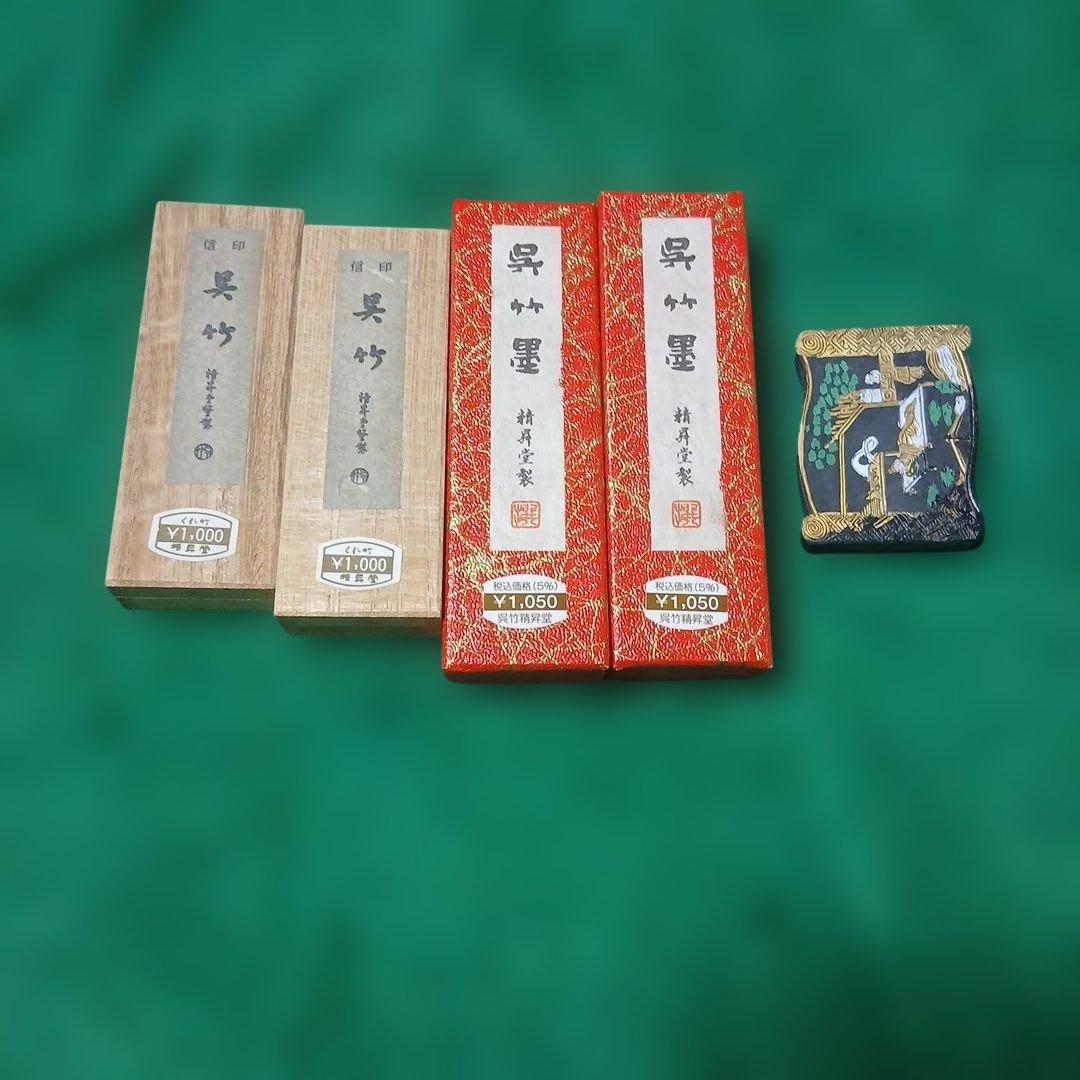 信印
呉竹
精昇堂謹製
くれ竹
¥1,000
精昇堂
信印
呉竹
精昇堂謹製
くれ竹
¥1,000
精昇堂
呉竹墨
精昇堂製
税込価格(5%)
¥1,050
呉竹精昇堂
呉竹墨
精昇堂製
税込価格(5%)
¥1,050
呉竹精昇堂